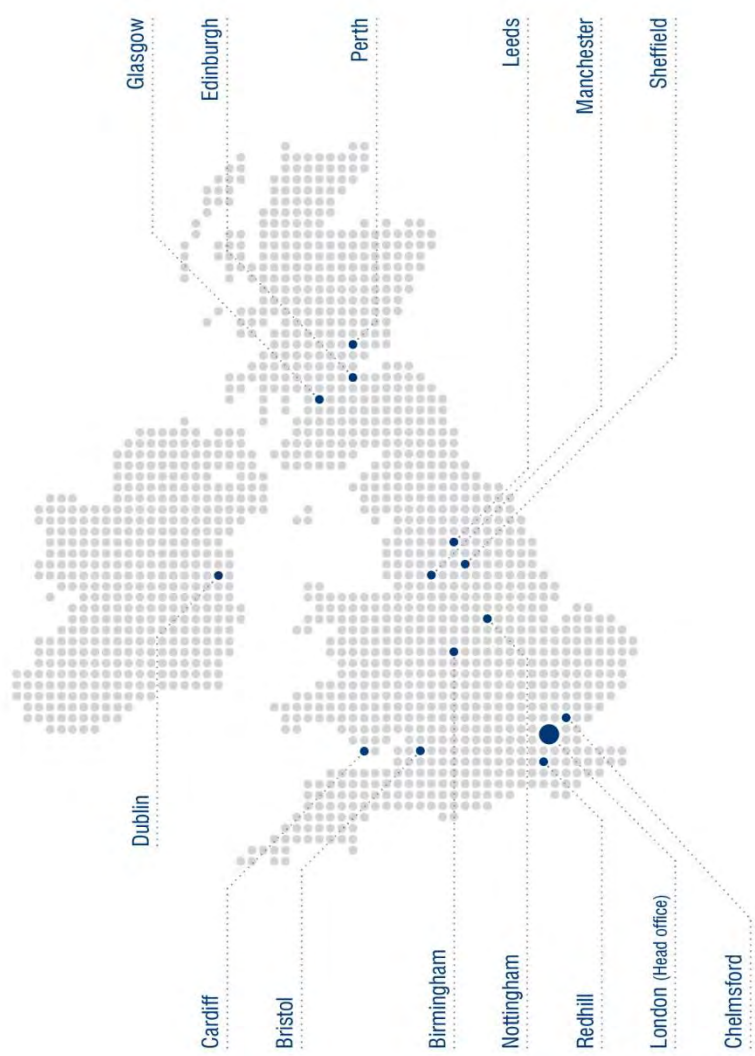 Glasgow
Edinburgh
Perth
Leeds
Manchester
Sheffield
Dublin
Cardiff
Bristol
Birmingham
Nottingham
Redhill
London (Head office)
Chelmsford